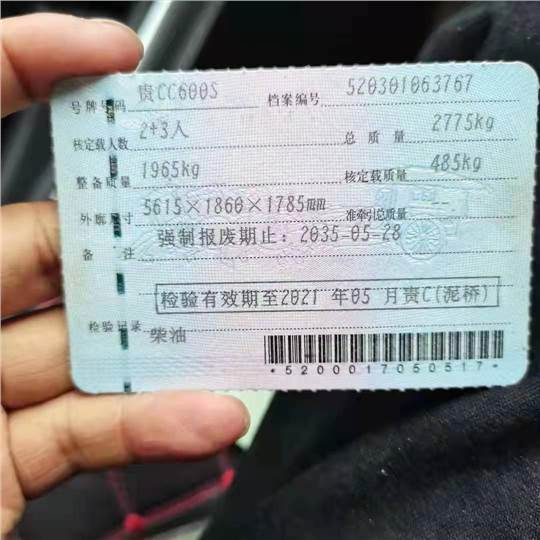 号牌号码 贵CC600S 档案编号 520301063767
核定载人数 2+3人 总质量 2775kg
整备质量 1965kg 核定载质量 485kg
外廓尺寸 5615×1860×1785mm 准牵引总质量
备注 强制报废期止：2035-05-28
检验有效期至2021 年05 月贵C(泥桥)
检验记录 柴油
*5200017050517*